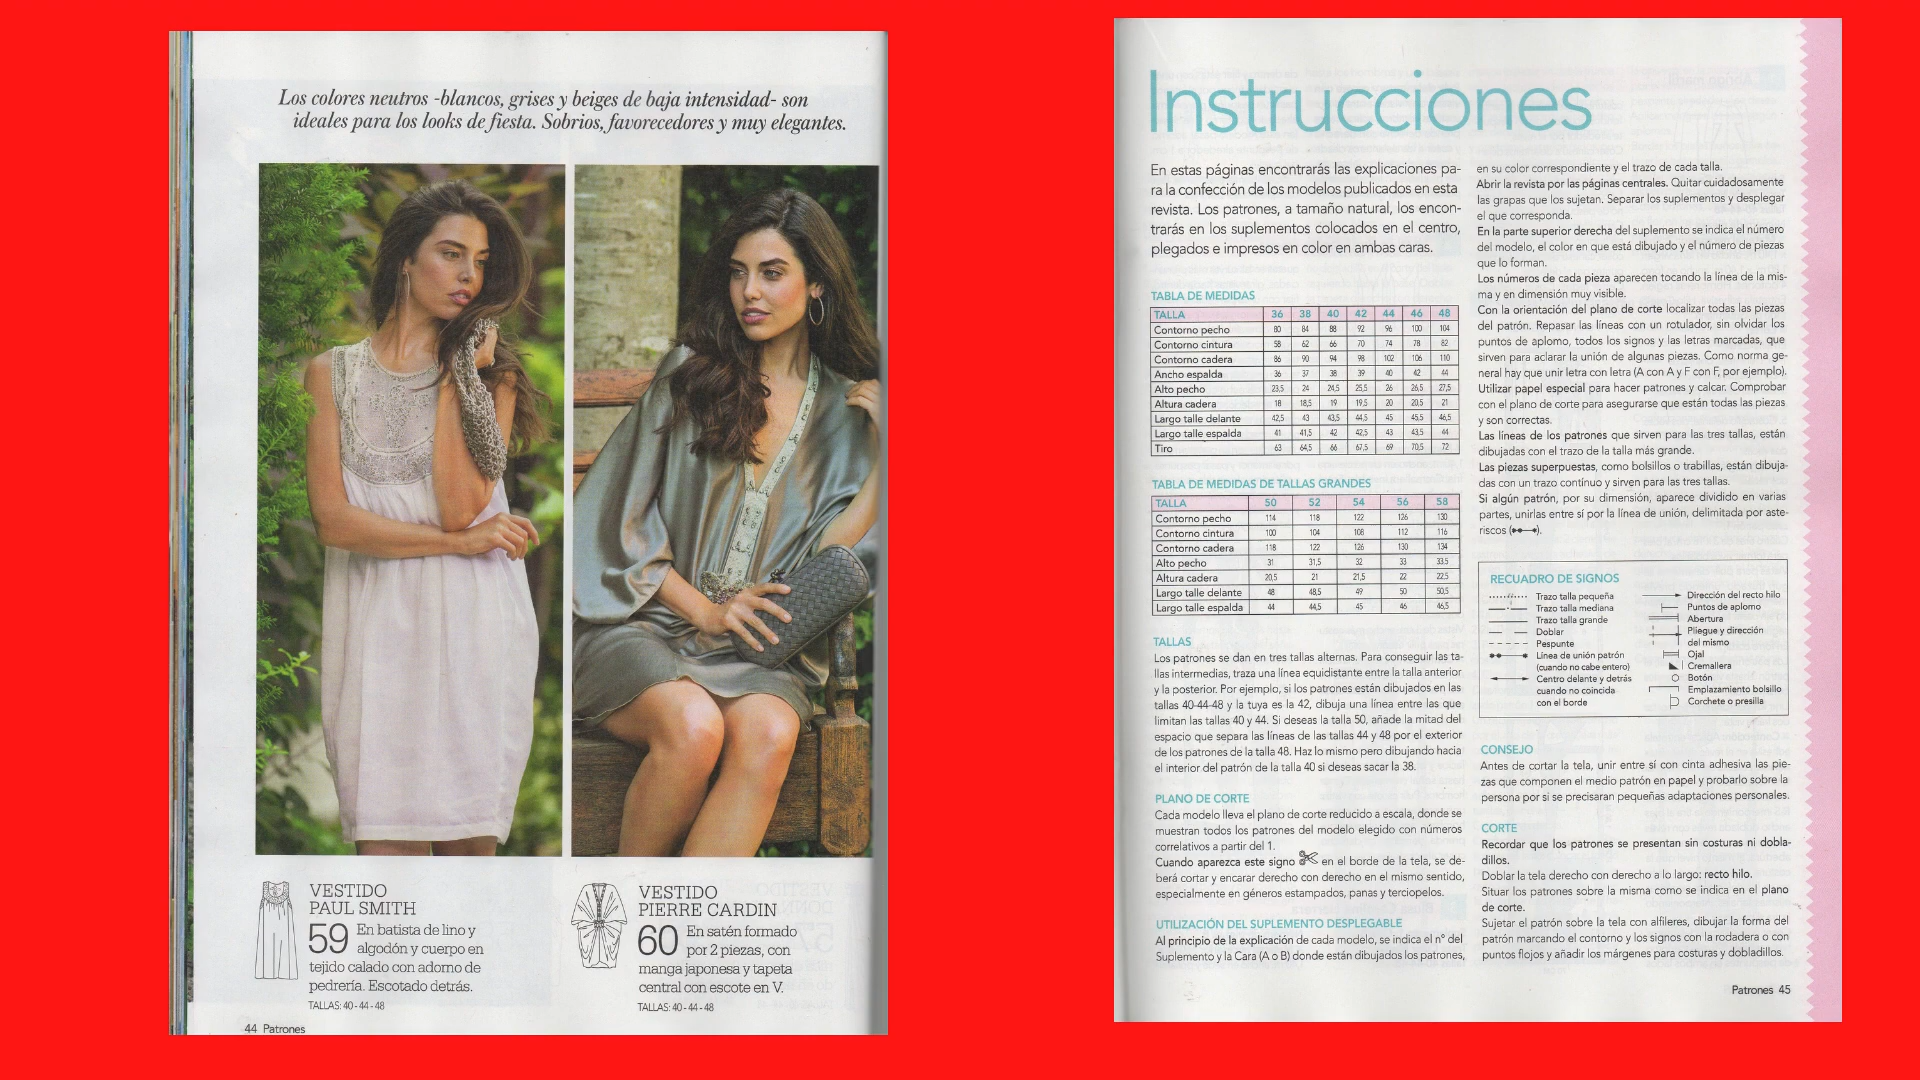 Los colores neutros -blancos, grises y beiges de baja intensidad- son
ideales para los looks de fiesta. Sobrios, favorecedores y muy elegantes.
VESTIDO
PAUL SMITH
59 En batista de lino y
algodón y cuerpo en
tejido calado con adorno de
pedrería. Escotado detrás.
TALLAS: 40 - 44 - 48
VESTIDO
PIERRE CARDIN
60 En satén formado
por 2 piezas, con
manga japonesa y tapeta
central con escote en V.
TALLAS: 40 - 44 - 48
44 Patrones
Instrucciones
En estas páginas encontrarás las explicaciones pa-
ra la confección de los modelos publicados en esta
revista. Los patrones, a tamaño natural, los encon-
trarás en los suplementos colocados en el centro,
plegados e impresos en color en ambas caras.
TABLA DE MEDIDAS
TALLA 36 38 40 42 44 46 48
Contorno pecho 80 84 88 92 96 100 104
Contorno cintura 58 62 66 70 74 78 82
Contorno cadera 86 90 94 98 102 106 110
Ancho espalda 36 37 38 39 40 42 44
Alto pecho 23,5 24 24,5 25,5 26 26,5 27,5
Altura cadera 18 18,5 19 19,5 20 20,5 21
Largo talle delante 42,5 43 43,5 44,5 45 45,5 46,5
Largo talle espalda 41 41,5 42 42,5 43 43,5 44
Tiro 63 64,5 66 67,5 69 70,5 72
TABLA DE MEDIDAS DE TALLAS GRANDES
TALLA 50 52 54 56 58
Contorno pecho 114 118 122 126 130
Contorno cintura 100 104 108 112 116
Contorno cadera 118 122 126 130 134
Alto pecho 31 31,5 32 33 33,5
Altura cadera 20,5 21 21,5 22 22,5
Largo talle delante 48 48,5 49 50 50,5
Largo talle espalda 44 44,5 45 46 46,5
TALLAS
Los patrones se dan en tres tallas alternas. Para conseguir las ta-
llas intermedias, traza una línea equidistante entre la talla anterior
y la posterior. Por ejemplo, si los patrones están dibujados en las
tallas 40-44-48 y la tuya es la 42, dibuja una línea entre las que
limitan las tallas 40 y 44. Si deseas la talla 50, añade la mitad del
espacio que separa las líneas de las tallas 44 y 48 por el exterior
de los patrones de la talla 48. Haz lo mismo pero dibujando hacia
el interior del patrón de la talla 40 si deseas sacar la 38.
PLANO DE CORTE
Cada modelo lleva el plano de corte reducido a escala, donde se
muestran todos los patrones del modelo elegido con números
correlativos a partir del 1.
Cuando aparezca este signo en el borde de la tela, se de-
berá cortar y encarar derecho con derecho en el mismo sentido,
especialmente en géneros estampados, panas y terciopelos.
UTILIZACIÓN DEL SUPLEMENTO DESPLEGABLE
Al principio de la explicación de cada modelo, se indica el nº del
Suplemento y la Cara (A o B) donde están dibujados los patrones,
en su color correspondiente y el trazo de cada talla.
Abrir la revista por las páginas centrales. Quitar cuidadosamente
las grapas que los sujetan. Separar los suplementos y desplegar
el que corresponda.
En la parte superior derecha del suplemento se indica el número
del modelo, el color en que está dibujado y el número de piezas
que lo forman.
Los números de cada pieza aparecen tocando la línea de la mis-
ma y en dimensión muy visible.
Con la orientación del plano de corte localizar todas las piezas
del patrón. Repasar las líneas con un rotulador, sin olvidar los
puntos de aplomo, todos los signos y las letras marcadas, que
sirven para aclarar la unión de algunas piezas. Como norma ge-
neral hay que unir letra con letra (A con A y F con F, por ejemplo).
Utilizar papel especial para hacer patrones y calcar. Comprobar
con el plano de corte para asegurarse que están todas las piezas
y son correctas.
Las líneas de los patrones que sirven para las tres tallas, están
dibujadas con el trazo de la talla más grande.
Las piezas superpuestas, como bolsillos o trabillas, están dibuja-
das con un trazo contínuo y sirven para las tres tallas.
Si algún patrón, por su dimensión, aparece dividido en varias
partes, unirlas entre sí por la línea de unión, delimitada por aste-
riscos ( ).
RECUADRO DE SIGNOS
Trazo talla pequeña
Trazo talla mediana
Trazo talla grande
Doblar
Pespunte
Línea de unión patrón
(cuando no cabe entero)
Centro delante y detrás
cuando no coincida
con el borde
Dirección del recto hilo
Puntos de aplomo
Abertura
Pliegue y dirección
del mismo
Ojal
Cremallera
Botón
Emplazamiento bolsillo
Corchete o presilla
CONSEJO
Antes de cortar la tela, unir entre sí con cinta adhesiva las pie-
zas que componen el medio patrón en papel y probarlo sobre la
persona por si se precisaran pequeñas adaptaciones personales.
CORTE
Recordar que los patrones se presentan sin costuras ni dobla-
dillos.
Doblar la tela derecho con derecho a lo largo: recto hilo.
Situar los patrones sobre la misma como se indica en el plano
de corte.
Sujetar el patrón sobre la tela con alfileres, dibujar la forma del
patrón marcando el contorno y los signos con la rodadera o con
puntos flojos y añadir los márgenes para costuras y dobladillos.
Patrones 45